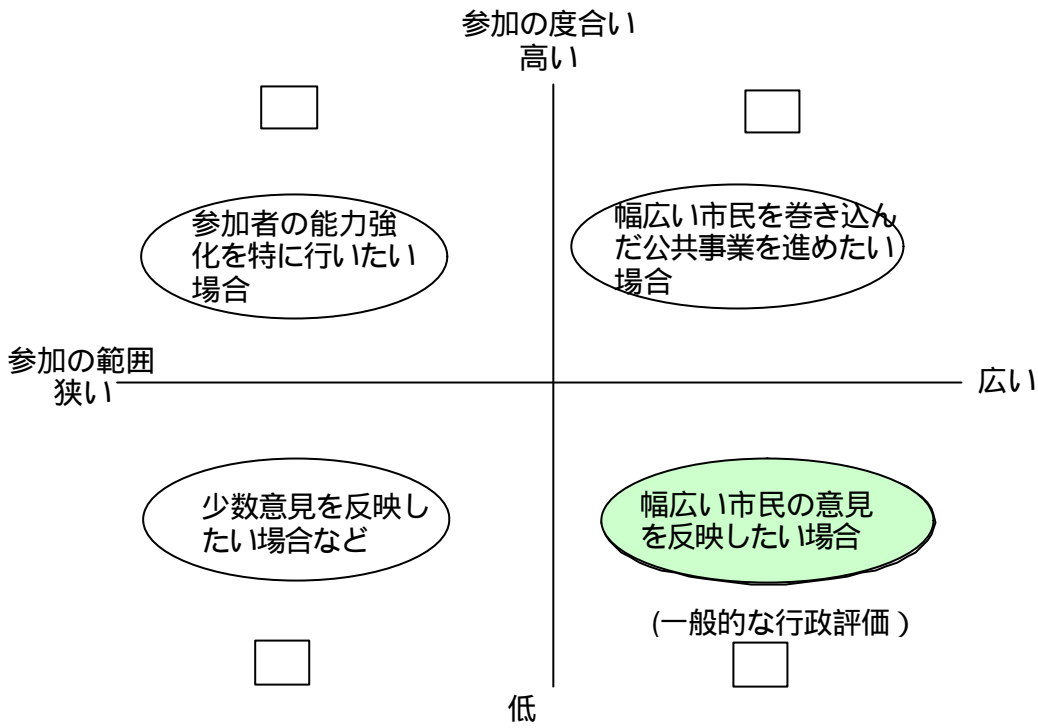 参加の度合い
高い
参加者の能力強
化を特に行いたい
場合
幅広い市民を巻き込ん
だ公共事業を進めたい
場合
参加の範囲
狭い
広い
少数意見を反映し
たい場合など
幅広い市民の意見
を反映したい場合
(一般的な行政評価)
低